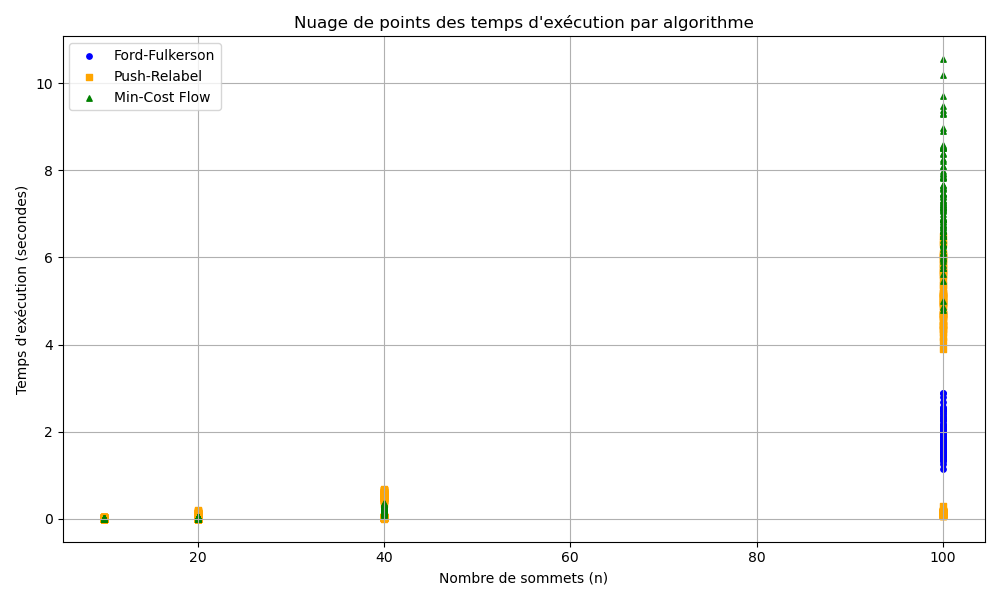 Nuage de points des temps d'exécution par algorithme
Ford-Fulkerson
Push-Relabel
Min-Cost Flow
Temps d'exécution (secondes)
10
8
6
4
2
0
20
40
60
80
100
Nombre de sommets (n)